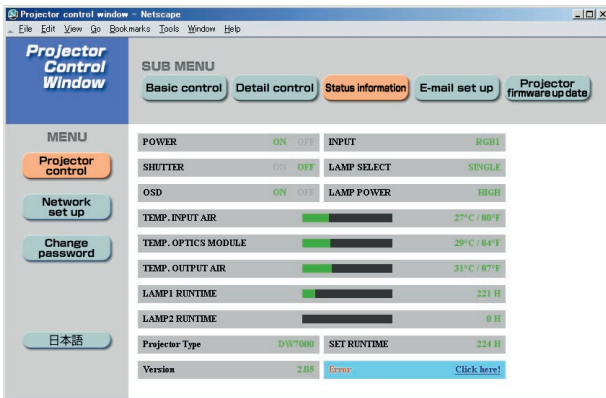 Projector control window - Netscape
File Edit View Go Bookmarks Tools Window Help
Projector
Control
Window
SUB MENU
Basic control Detail control Status information E-mail set up Projector
firmware up date
MENU
Projector
control
Network
set up
Change
password
日本語
POWER ON OFF INPUT RGB1
SHUTTER ON OFF LAMP SELECT SINGLE
OSD ON OFF LAMP POWER HIGH
TEMP. INPUT AIR 27°C / 80°F
TEMP. OPTICS MODULE 29°C / 84°F
TEMP. OUTPUT AIR 31°C / 87°F
LAMP1 RUNTIME 221 H
LAMP2 RUNTIME 0 H
Projector Type DW7000 SET RUNTIME 224 H
Version 2.05 Error Click here!